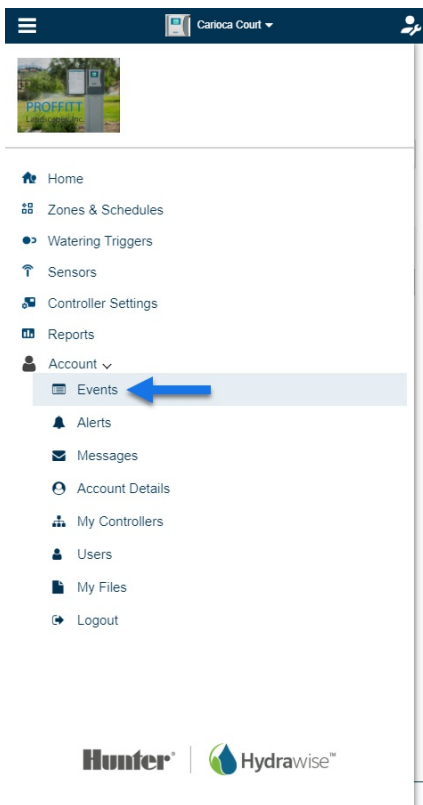 Carioca Court
PROFFITT
Landscapes, Inc.
Home
Zones & Schedules
Watering Triggers
Sensors
Controller Settings
Reports
Account
Events
Alerts
Messages
Account Details
My Controllers
Users
My Files
Logout
Hunter® Hydrawise™